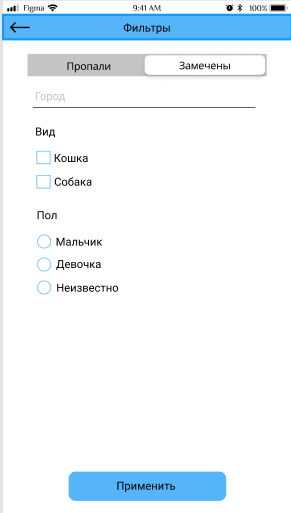 Figma 9:41 AM 100%
Фильтры
Пропали Замечены
Город
Вид
Кошка
Собака
Пол
Мальчик
Девочка
Неизвестно
Применить